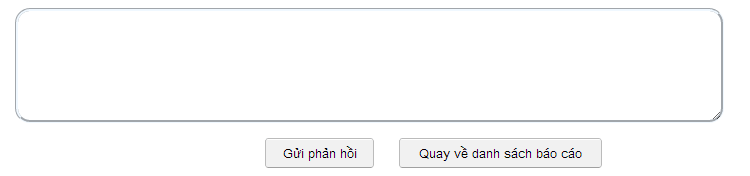 Gửi phản hồi
Quay về danh sách báo cáo